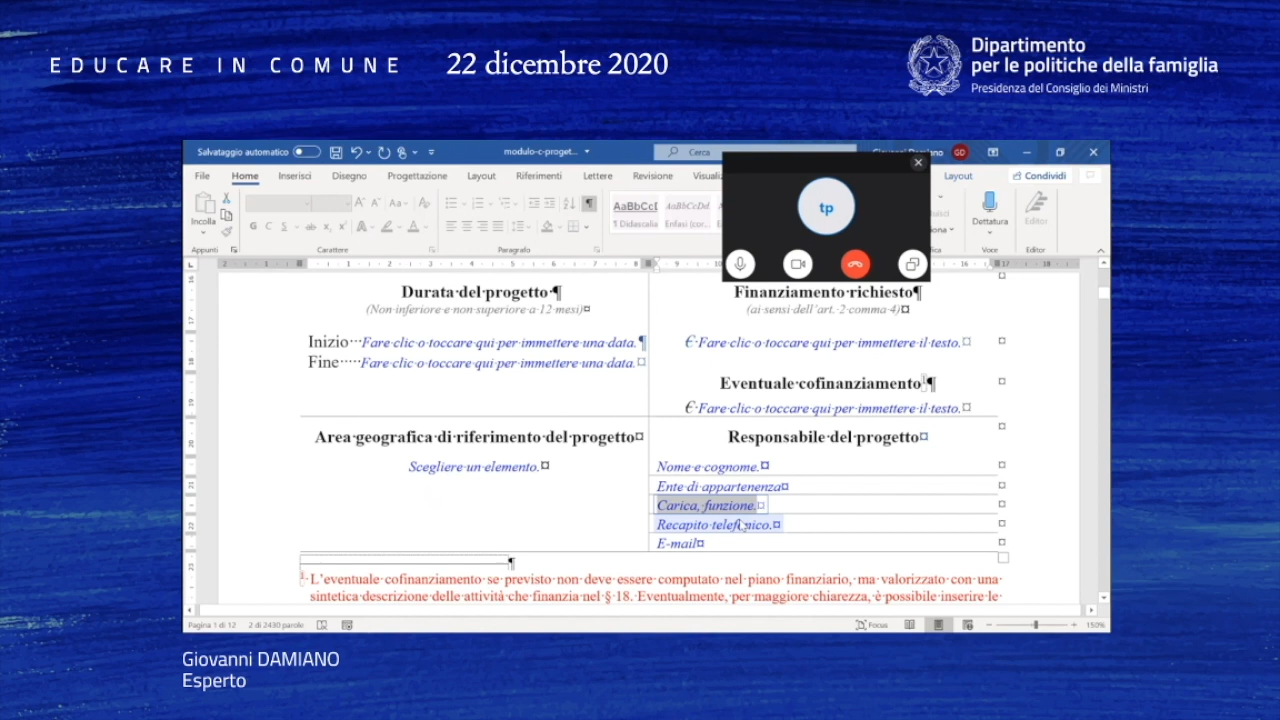 EDUCARE IN COMUNE
22 dicembre 2020
Dipartimento
per le politiche della famiglia
Presidenza del Consiglio dei Ministri
Salvataggio automatico
modulo-c-proget...
Cerca
GD
File Home Inserisci Disegno Progettazione Layout Riferimenti Lettere Revisione Layout Condividi
Incolla
AaBbCcI AaBbCcDd
¶ Didascalia Enfasi (cor...
Dettatura
Editor
Appunti Carattere Paragrafo Voce Editor
tp
Durata·del·progetto·¶
(Non·inferiore·e·non·superiore·a·12·mesi)¤
Inizio···Fare·clic·o·toccare·qui·per·immettere·una·data.¶
Fine·····Fare·clic·o·toccare·qui·per·immettere·una·data.¤
Finanziamento·richiesto¶
(ai·sensi·dell'art.·2·comma·4)¤
€·Fare·clic·o·toccare·qui·per·immettere·il·testo.¤
Eventuale·cofinanziamento¶
€·Fare·clic·o·toccare·qui·per·immettere·il·testo.¤
Area·geografica·di·riferimento·del·progetto¤
Scegliere·un·elemento.¤
Responsabile·del·progetto¤
Nome·e·cognome.¤
Ente·di·appartenenza¤
Carica,·funzione.¤
Recapito·telefonico.¤
E-mail¤
1·L'eventuale cofinanziamento·se·previsto·non·deve·essere·computato·nel·piano·finanziario,·ma·valorizzato·con·una·
sintetica·descrizione·delle·attività·che·finanzia·nel·§·18.·Eventualmente,·per·maggiore·chiarezza,·è·possibile·inserire·le·
Pagina 1 di 12 2 di 2430 parole Focus 150%
Giovanni DAMIANO
Esperto